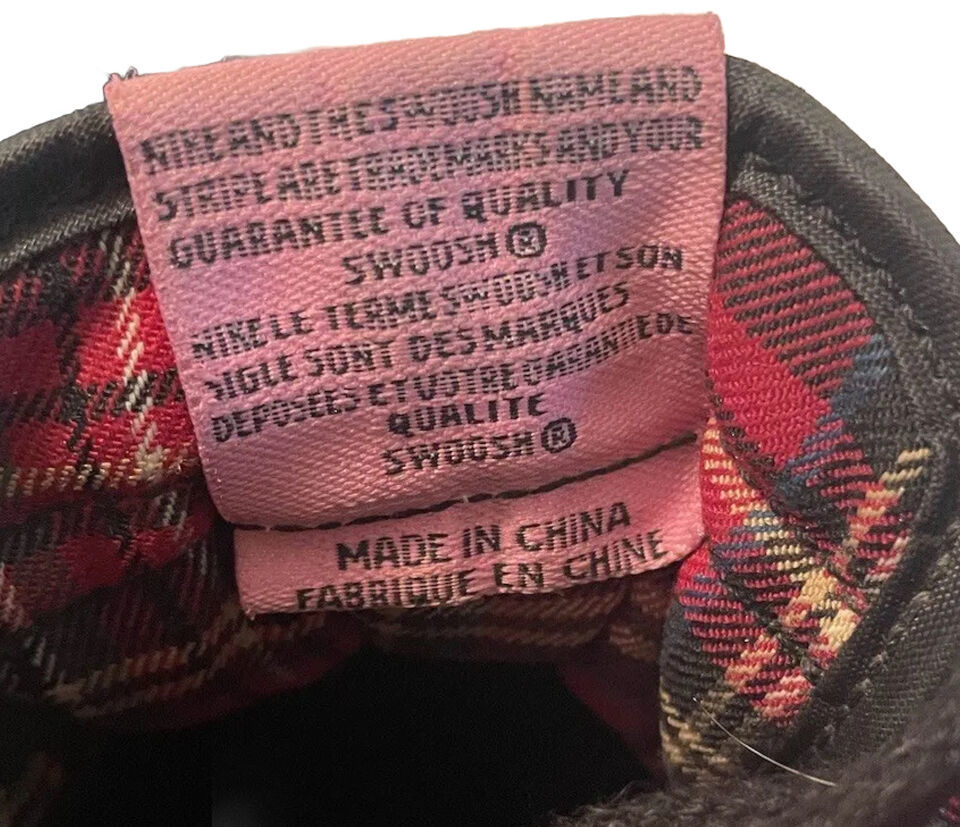 NIKE AND THE SWOOSH NAME AND
STRIPE ARE TRADEMARKS AND YOUR
GUARANTEE OF QUALITY
SWOOSH ®
NIKE LE TERME SWOOSH ET SON
SIGLE SONT DES MARQUES
DEPOSEES ET VOTRE GARANTIE DE
QUALITE
SWOOSH ®
MADE IN CHINA
FABRIQUE EN CHINE